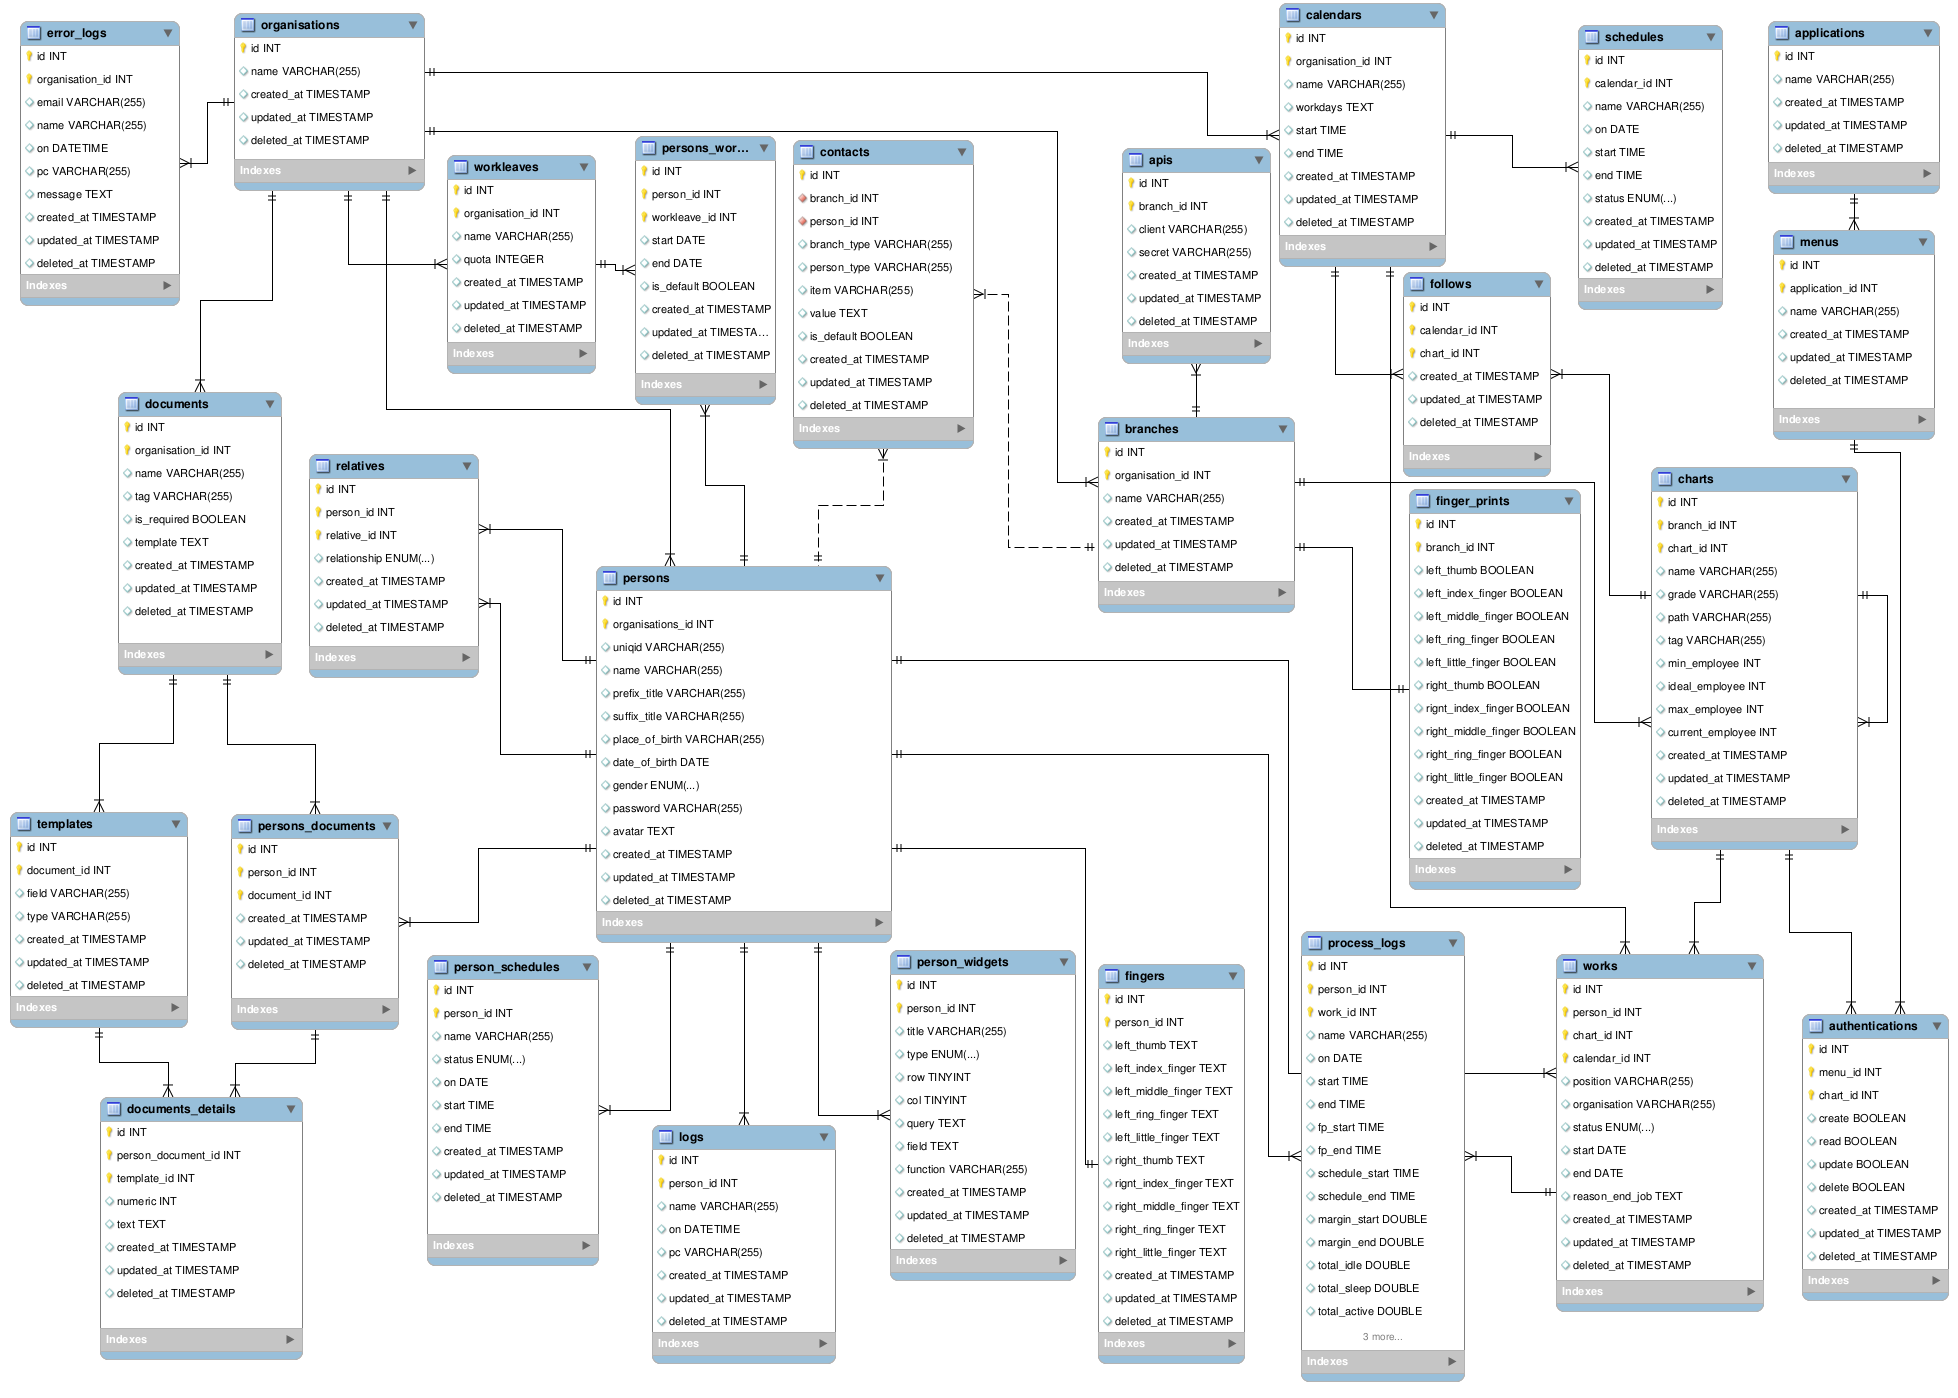 error_logs
id INT
organisation_id INT
email VARCHAR(255)
name VARCHAR(255)
on DATETIME
pc VARCHAR(255)
message TEXT
created_at TIMESTAMP
updated_at TIMESTAMP
deleted_at TIMESTAMP
Indexes
organisations
id INT
name VARCHAR(255)
created_at TIMESTAMP
updated_at TIMESTAMP
deleted_at TIMESTAMP
Indexes
workleaves
id INT
organisation_id INT
name VARCHAR(255)
quota INTEGER
created_at TIMESTAMP
updated_at TIMESTAMP
deleted_at TIMESTAMP
Indexes
persons_wor...
id INT
person_id INT
workleave_id INT
start DATE
end DATE
is_default BOOLEAN
created_at TIMESTAMP
updated_at TIMESTA...
deleted_at TIMESTAMP
Indexes
contacts
id INT
branch_id INT
person_id INT
branch_type VARCHAR(255)
person_type VARCHAR(255)
item VARCHAR(255)
value TEXT
is_default BOOLEAN
created_at TIMESTAMP
updated_at TIMESTAMP
deleted_at TIMESTAMP
Indexes
apis
id INT
branch_id INT
client VARCHAR(255)
secret VARCHAR(255)
created_at TIMESTAMP
updated_at TIMESTAMP
deleted_at TIMESTAMP
Indexes
calendars
id INT
organisation_id INT
name VARCHAR(255)
workdays TEXT
start TIME
end TIME
created_at TIMESTAMP
updated_at TIMESTAMP
deleted_at TIMESTAMP
Indexes
schedules
id INT
calendar_id INT
name VARCHAR(255)
on DATE
start TIME
end TIME
status ENUM(...)
created_at TIMESTAMP
updated_at TIMESTAMP
deleted_at TIMESTAMP
Indexes
applications
id INT
name VARCHAR(255)
created_at TIMESTAMP
updated_at TIMESTAMP
deleted_at TIMESTAMP
Indexes
menus
id INT
application_id INT
name VARCHAR(255)
created_at TIMESTAMP
updated_at TIMESTAMP
deleted_at TIMESTAMP
Indexes
follows
id INT
calendar_id INT
chart_id INT
created_at TIMESTAMP
updated_at TIMESTAMP
deleted_at TIMESTAMP
Indexes
documents
id INT
organisation_id INT
name VARCHAR(255)
tag VARCHAR(255)
is_required BOOLEAN
template TEXT
created_at TIMESTAMP
updated_at TIMESTAMP
deleted_at TIMESTAMP
Indexes
relatives
id INT
person_id INT
relative_id INT
relationship ENUM(...)
created_at TIMESTAMP
updated_at TIMESTAMP
deleted_at TIMESTAMP
Indexes
persons
id INT
organisations_id INT
uniqid VARCHAR(255)
name VARCHAR(255)
prefix_title VARCHAR(255)
suffix_title VARCHAR(255)
place_of_birth VARCHAR(255)
date_of_birth DATE
gender ENUM(...)
password VARCHAR(255)
avatar TEXT
created_at TIMESTAMP
updated_at TIMESTAMP
deleted_at TIMESTAMP
Indexes
branches
id INT
organisation_id INT
name VARCHAR(255)
created_at TIMESTAMP
updated_at TIMESTAMP
deleted_at TIMESTAMP
Indexes
finger_prints
id INT
branch_id INT
left_thumb BOOLEAN
left_index_finger BOOLEAN
left_middle_finger BOOLEAN
left_ring_finger BOOLEAN
left_little_finger BOOLEAN
right_thumb BOOLEAN
rignt_index_finger BOOLEAN
right_middle_finger BOOLEAN
right_ring_finger BOOLEAN
right_little_finger BOOLEAN
created_at TIMESTAMP
updated_at TIMESTAMP
deleted_at TIMESTAMP
Indexes
charts
id INT
branch_id INT
chart_id INT
name VARCHAR(255)
grade VARCHAR(255)
path VARCHAR(255)
tag VARCHAR(255)
min_employee INT
ideal_employee INT
max_employee INT
current_employee INT
created_at TIMESTAMP
updated_at TIMESTAMP
deleted_at TIMESTAMP
Indexes
templates
id INT
document_id INT
field VARCHAR(255)
type VARCHAR(255)
created_at TIMESTAMP
updated_at TIMESTAMP
deleted_at TIMESTAMP
Indexes
persons_documents
id INT
person_id INT
document_id INT
created_at TIMESTAMP
updated_at TIMESTAMP
deleted_at TIMESTAMP
Indexes
documents_details
id INT
person_document_id INT
template_id INT
numeric INT
text TEXT
created_at TIMESTAMP
updated_at TIMESTAMP
deleted_at TIMESTAMP
Indexes
person_schedules
id INT
person_id INT
name VARCHAR(255)
status ENUM(...)
on DATE
start TIME
end TIME
created_at TIMESTAMP
updated_at TIMESTAMP
deleted_at TIMESTAMP
Indexes
logs
id INT
person_id INT
name VARCHAR(255)
on DATETIME
pc VARCHAR(255)
created_at TIMESTAMP
updated_at TIMESTAMP
deleted_at TIMESTAMP
Indexes
person_widgets
id INT
person_id INT
title VARCHAR(255)
type ENUM(...)
row TINYINT
col TINYINT
query TEXT
field TEXT
function VARCHAR(255)
created_at TIMESTAMP
updated_at TIMESTAMP
deleted_at TIMESTAMP
Indexes
fingers
id INT
person_id INT
left_thumb TEXT
left_index_finger TEXT
left_middle_finger TEXT
left_ring_finger TEXT
left_little_finger TEXT
right_thumb TEXT
rignt_index_finger TEXT
right_middle_finger TEXT
right_ring_finger TEXT
right_little_finger TEXT
created_at TIMESTAMP
updated_at TIMESTAMP
deleted_at TIMESTAMP
Indexes
process_logs
id INT
person_id INT
work_id INT
name VARCHAR(255)
on DATE
start TIME
end TIME
fp_start TIME
fp_end TIME
schedule_start TIME
schedule_end TIME
margin_start DOUBLE
margin_end DOUBLE
total_idle DOUBLE
total_sleep DOUBLE
total_active DOUBLE
3 more...
Indexes
works
id INT
person_id INT
chart_id INT
calendar_id INT
position VARCHAR(255)
organisation VARCHAR(255)
status ENUM(...)
start DATE
end DATE
reason_end_job TEXT
created_at TIMESTAMP
updated_at TIMESTAMP
deleted_at TIMESTAMP
Indexes
authentications
id INT
menu_id INT
chart_id INT
create BOOLEAN
read BOOLEAN
update BOOLEAN
delete BOOLEAN
created_at TIMESTAMP
updated_at TIMESTAMP
deleted_at TIMESTAMP
Indexes